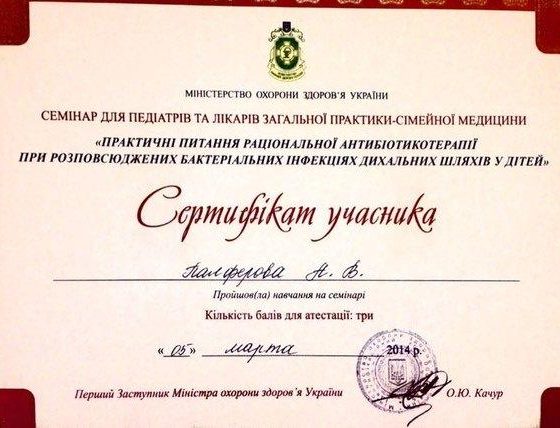 МІНІСТЕРСТВО ОХОРОНИ ЗДОРОВ'Я УКРАЇНИ
СЕМІНАР ДЛЯ ПЕДІАТРІВ ТА ЛІКАРІВ ЗАГАЛЬНОЇ ПРАКТИКИ-СІМЕЙНОЇ МЕДИЦИНИ
«ПРАКТИЧНІ ПИТАННЯ РАЦІОНАЛЬНОЇ АНТИБІОТИКОТЕРАПІЇ
ПРИ РОЗПОВСЮДЖЕНИХ БАКТЕРІАЛЬНИХ ІНФЕКЦІЯХ ДИХАЛЬНИХ ШЛЯХІВ У ДІТЕЙ»
Сертифікат учасника
Палферова Н. В.
Пройшов(ла) навчання на семінарі
Кількість балів для атестації: три
« 05 » марта 2014 р.
Перший Заступник Міністра охорони здоров'я України О.Ю. Качур